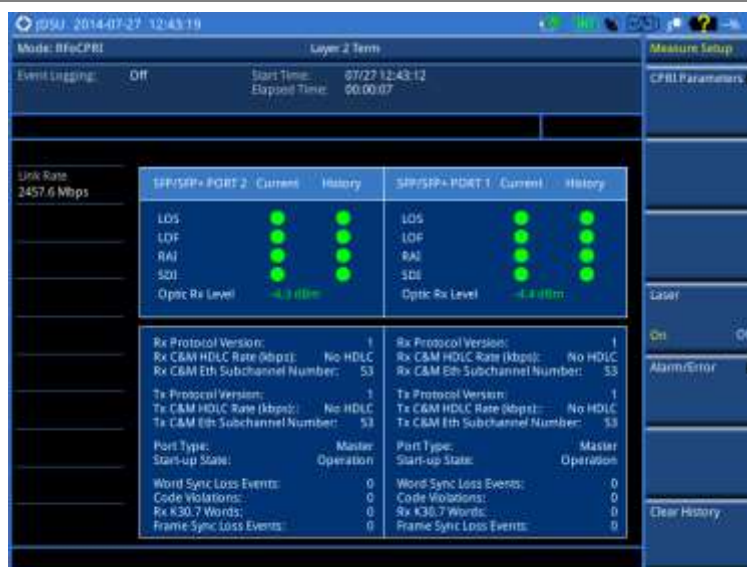 JDSU 2014-07-27 12:43:19
Mode: RFoCPRI Layer 2 Term Measure Setup
Event Logging: Off Start Time: 07/27 12:43:12
Elapsed Time: 00:00:07
CPRI Parameters
Link Rate
2457.6 Mbps
SFP/SFP+ PORT 2 Current History SFP/SFP+ PORT 1 Current History
LOS LOS
LOF LOF
RAI RAI
SDI SDI
Optic Rx Level -4.3 dBm Optic Rx Level -4.4 dBm
Laser
On
Rx Protocol Version: 1 Rx Protocol Version: 1
Rx C&M HDLC Rate (kbps): No HDLC Rx C&M HDLC Rate (kbps): No HDLC
Rx C&M Eth Subchannel Number: 53 Rx C&M Eth Subchannel Number: 53
Alarm/Error
Tx Protocol Version: 1 Tx Protocol Version: 1
Tx C&M HDLC Rate (kbps): No HDLC Tx C&M HDLC Rate (kbps): No HDLC
Tx C&M Eth Subchannel Number: 53 Tx C&M Eth Subchannel Number: 53
Port Type: Master Port Type: Master
Start-up State: Operation Start-up State: Operation
Word Sync Loss Events: 0 Word Sync Loss Events: 0
Code Violations: 0 Code Violations: 0
Rx K30.7 Words: 0 Rx K30.7 Words: 0
Frame Sync Loss Events: 0 Frame Sync Loss Events: 0
Clear History